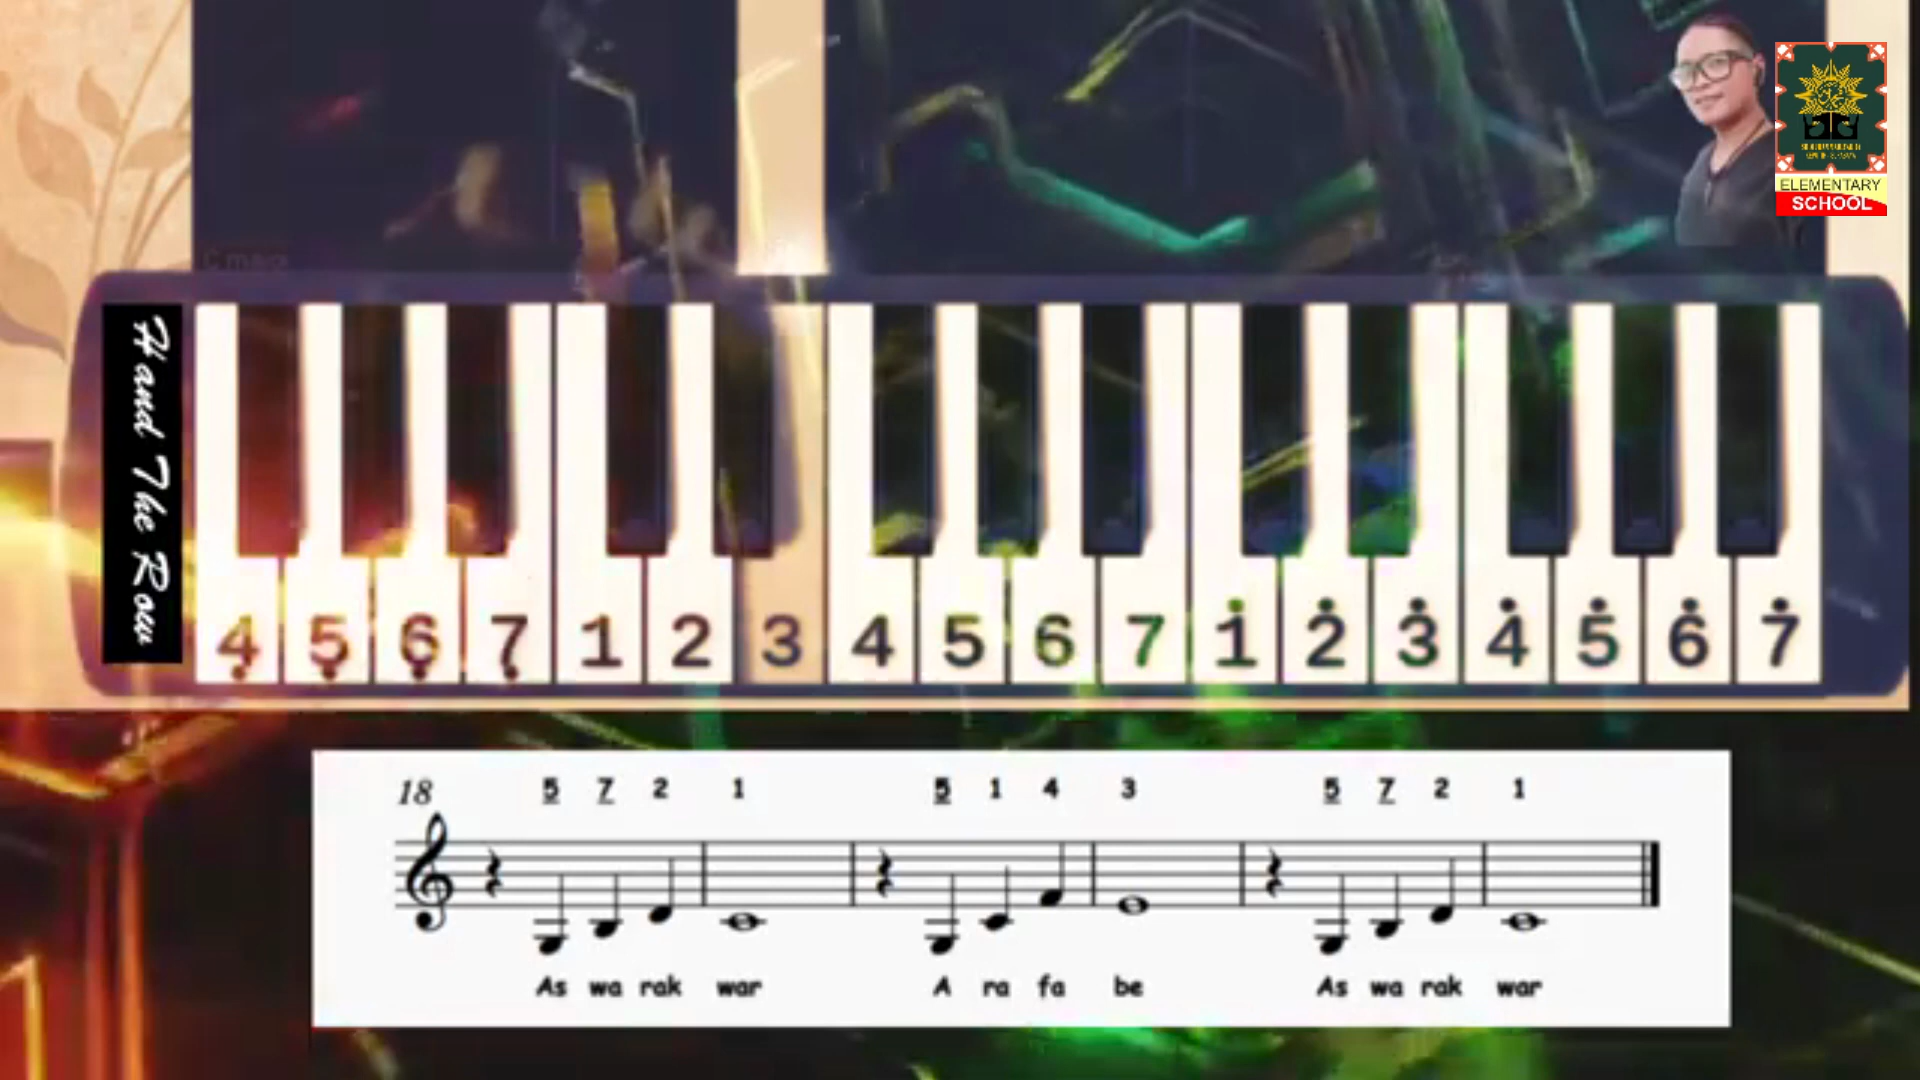 C major
ELEMENTARY
SCHOOL
Hand The Row
4 5 6 7 1 2 3 4 5 6 7 1 2 3 4 5 6 7
18 5 7 2 1 5 1 4 3 5 7 2 1
As wa rak war A ra fa be As wa rak war